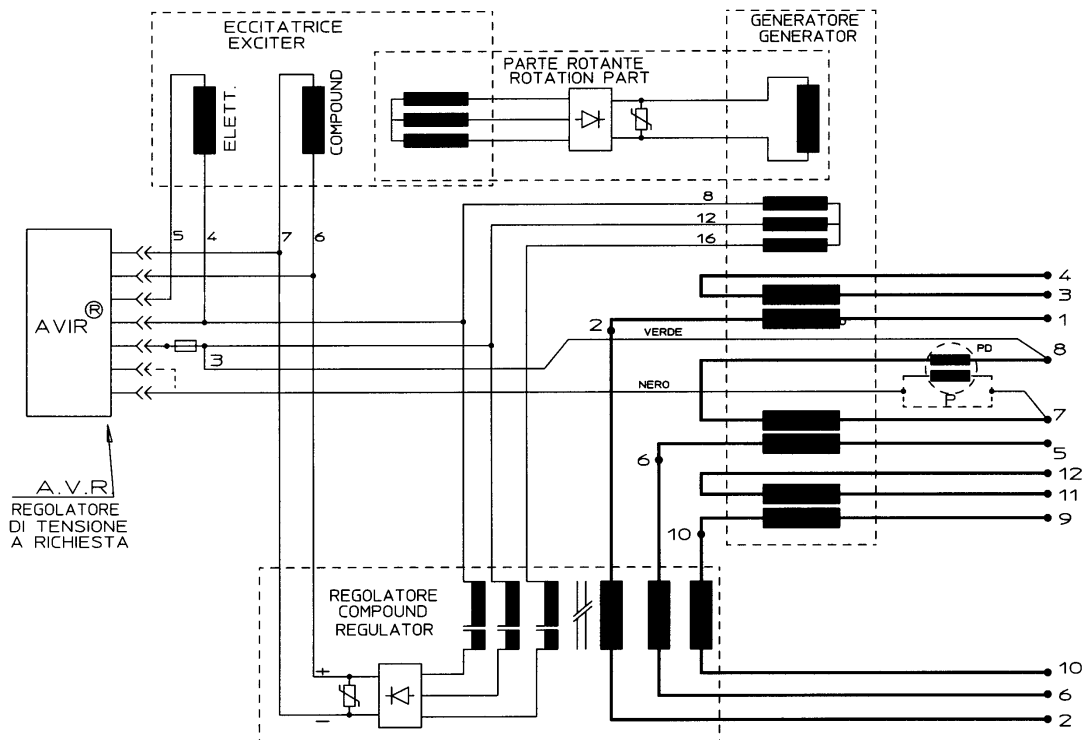 ECCITATRICE
EXCITER
GENERATORE
GENERATOR
PARTE ROTANTE
ROTATION PART
ELETT.
COMPOUND
8
12
16
5
4
7
6
AVIR®
4
3
1
2
VERDE
8
PD
3
NERO
P
7
5
6
12
11
9
10
A.V.R
REGOLATORE
DI TENSIONE
A RICHIESTA
REGOLATORE
COMPOUND
REGULATOR
+
−
10
6
2